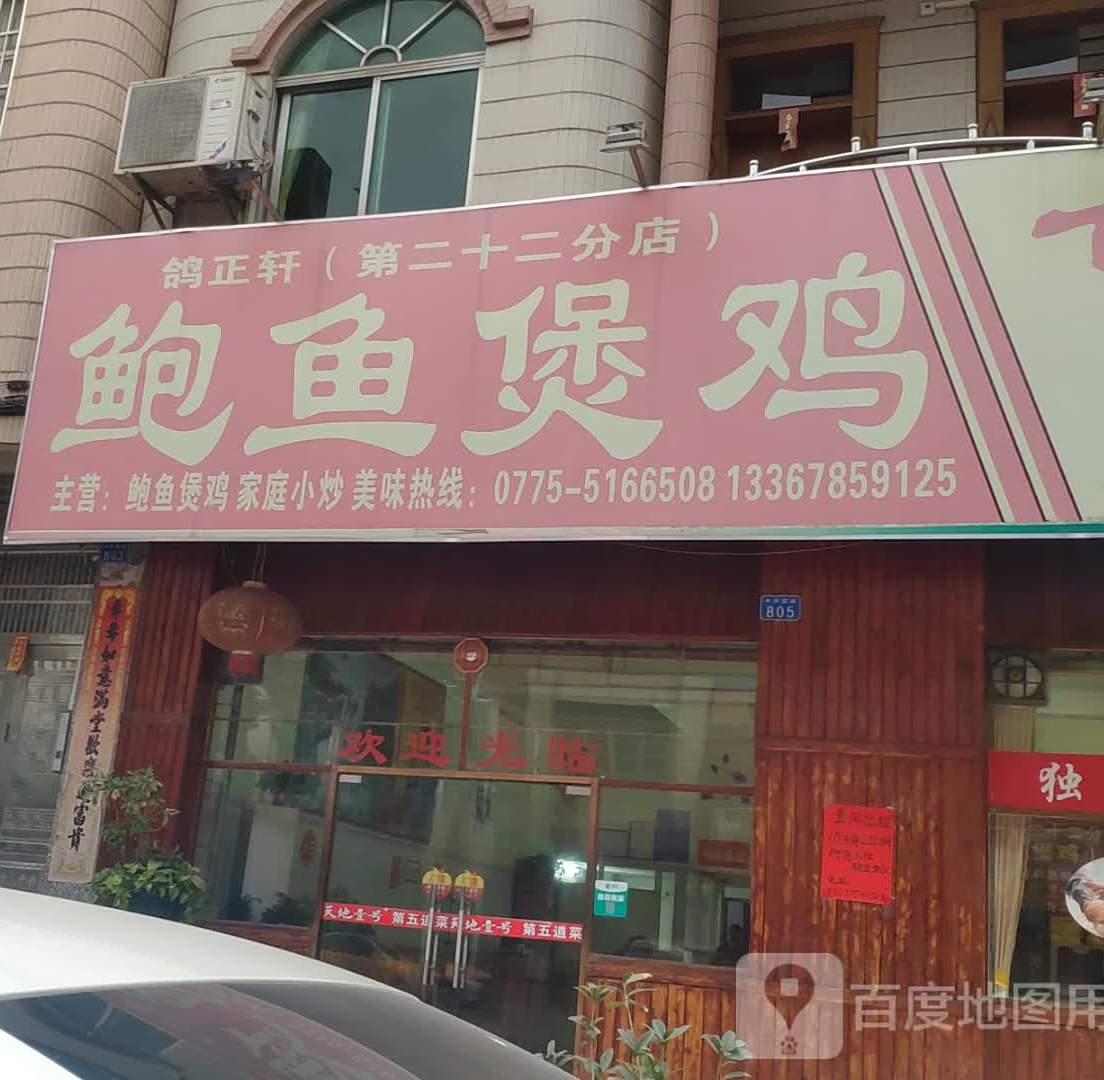 鸽正轩（第二十二分店）
鲍鱼煲鸡
主营：鲍鱼煲鸡 家庭小炒 美味热线：0775-5166508 13367859125
803
805
欢迎光临
独
天地壹号 第五道菜 天地壹号 第五道菜
百度地图用